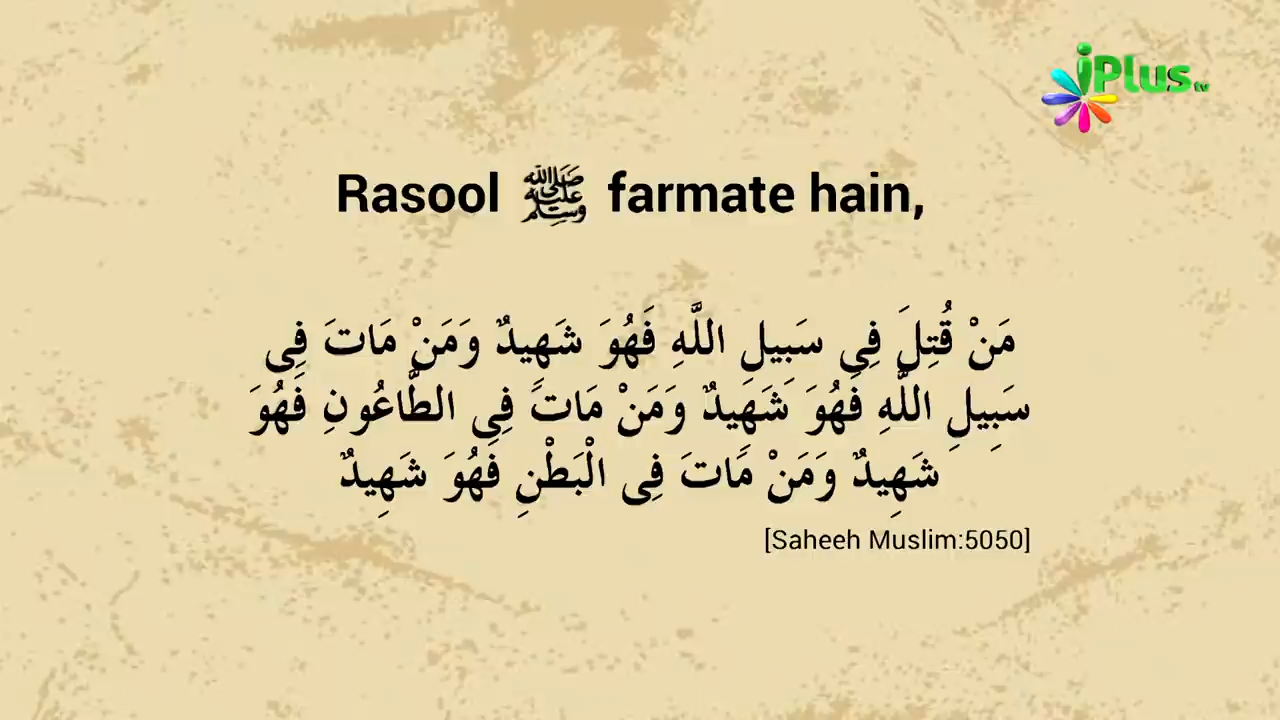 iPlus tv
Rasool ﷺ farmate hain,
مَنْ قُتِلَ فِى سَبِيلِ اللَّهِ فَهُوَ شَهِيدٌ وَمَنْ مَاتَ فِى
سَبِيلِ اللَّهِ فَهُوَ شَهِيدٌ وَمَنْ مَاتَ فِى الطَّاعُونِ فَهُوَ
شَهِيدٌ وَمَنْ مَاتَ فِى الْبَطْنِ فَهُوَ شَهِيدٌ
[Saheeh Muslim:5050]